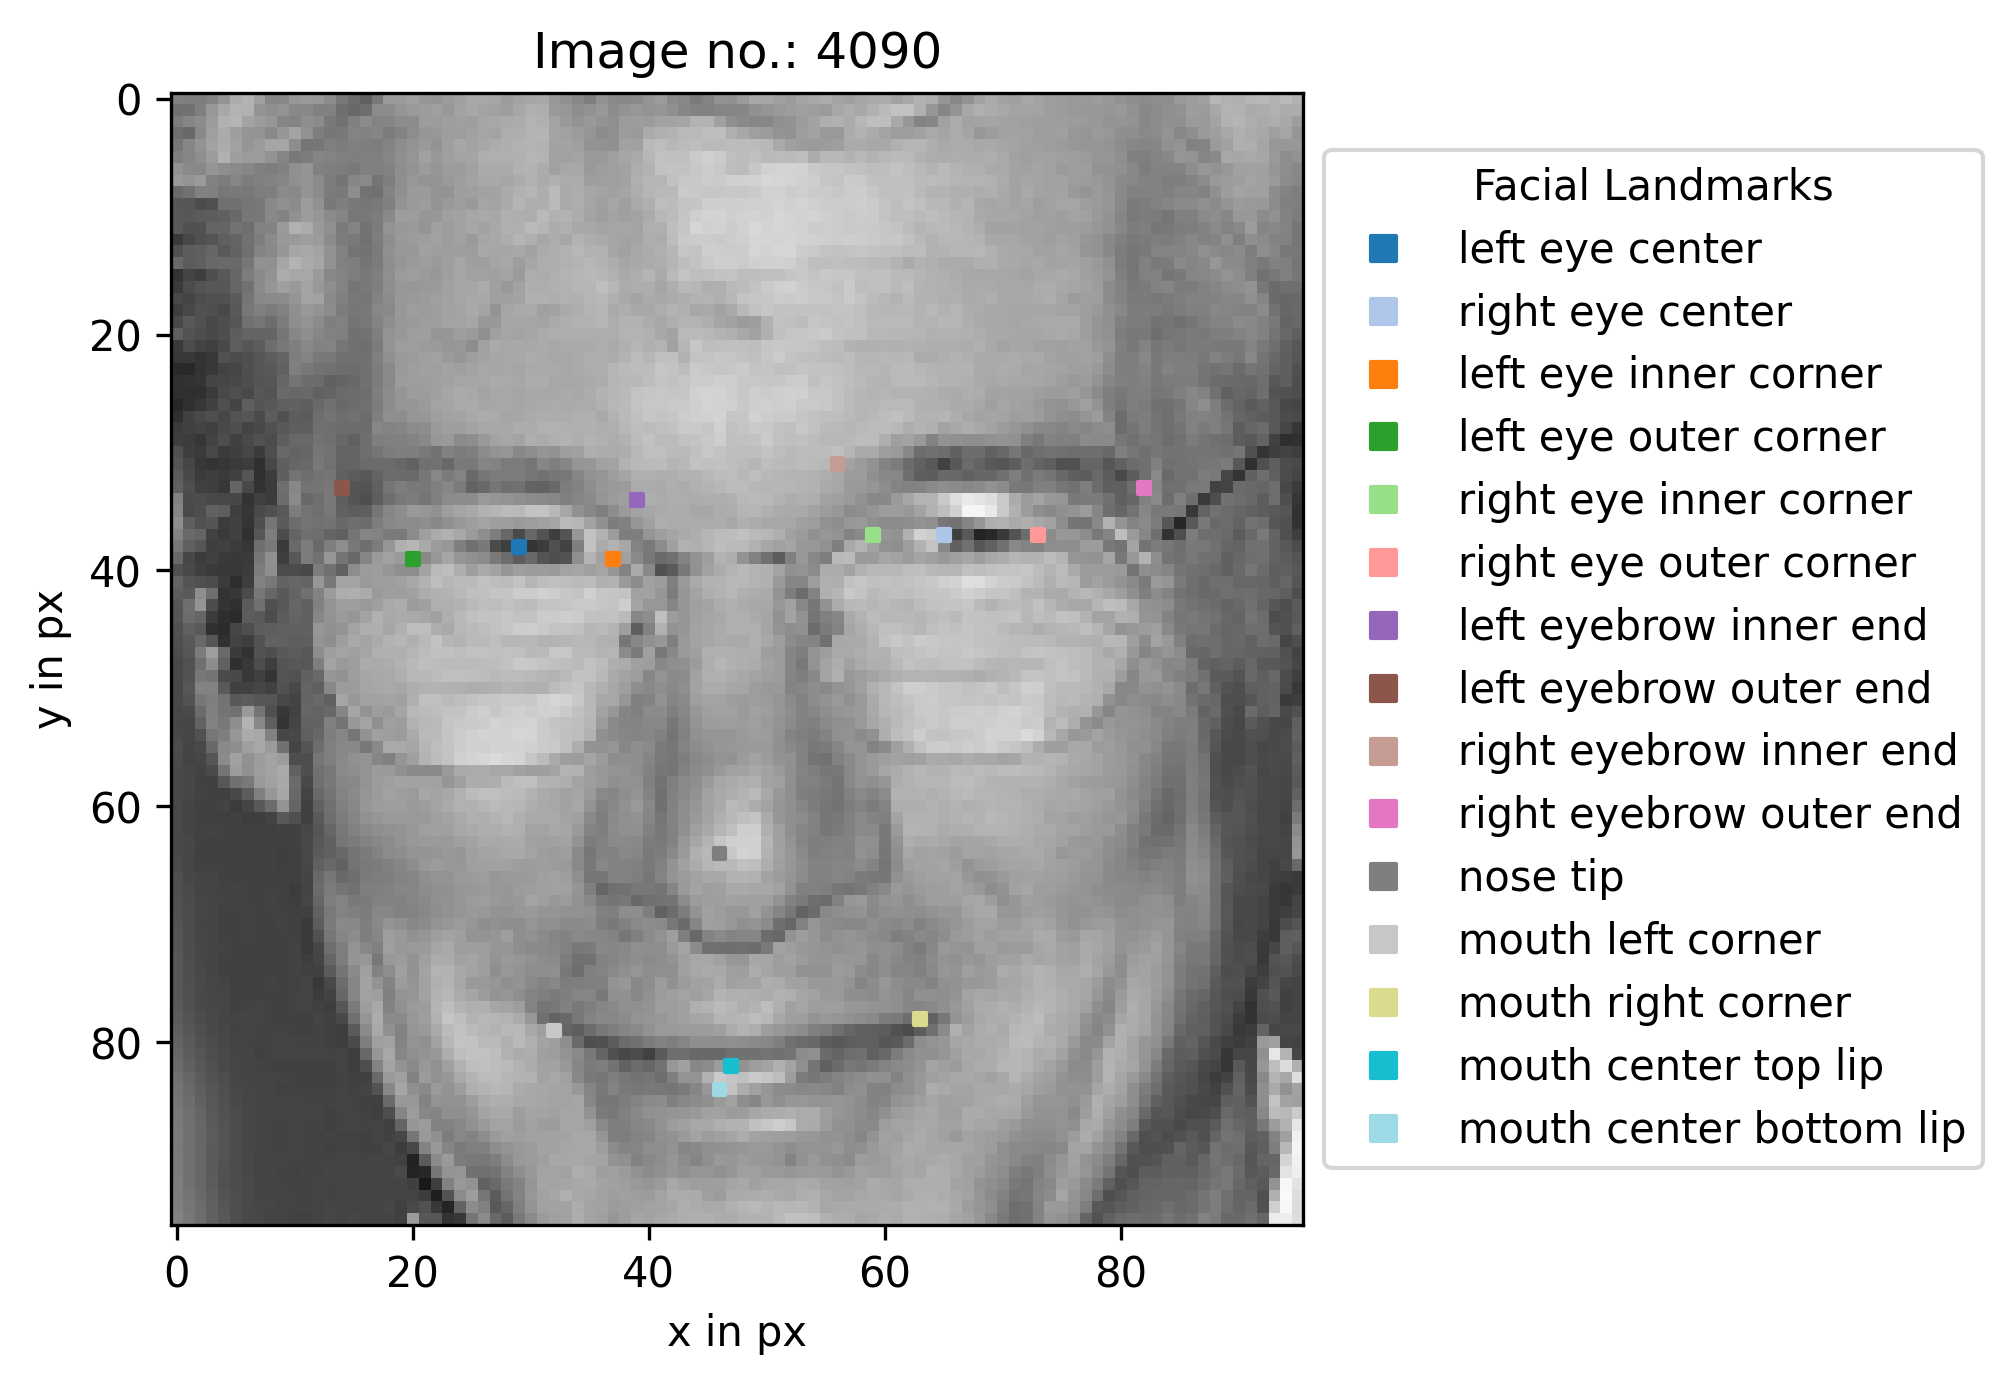 Image no.: 4090
0
20
40
60
80
y in px
0 20 40 60 80
x in px
Facial Landmarks
left eye center
right eye center
left eye inner corner
left eye outer corner
right eye inner corner
right eye outer corner
left eyebrow inner end
left eyebrow outer end
right eyebrow inner end
right eyebrow outer end
nose tip
mouth left corner
mouth right corner
mouth center top lip
mouth center bottom lip